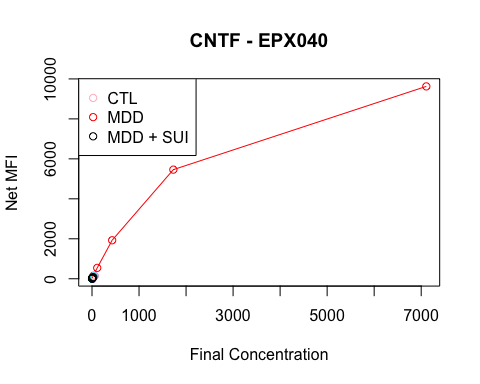 CNTF - EPX040
CTL
MDD
MDD + SUI
Net MFI
0
2000
6000
10000
0
1000
3000
5000
7000
Final Concentration